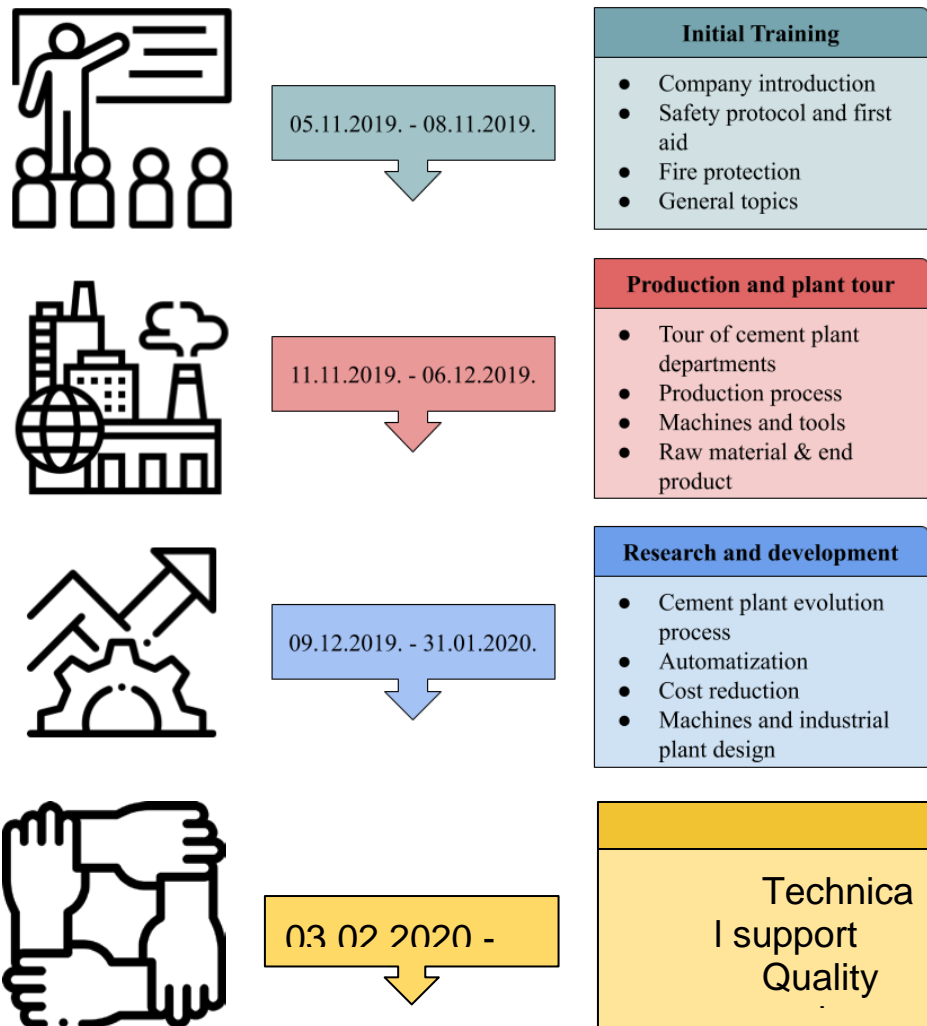 Initial Training
05.11.2019. - 08.11.2019.
● Company introduction
● Safety protocol and first
aid
● Fire protection
● General topics
Production and plant tour
11.11.2019. - 06.12.2019.
● Tour of cement plant
departments
● Production process
● Machines and tools
● Raw material & end
product
Research and development
09.12.2019. - 31.01.2020.
● Cement plant evolution
process
● Automatization
● Cost reduction
● Machines and industrial
plant design
03.02.2020 -
Technica
l support
Quality